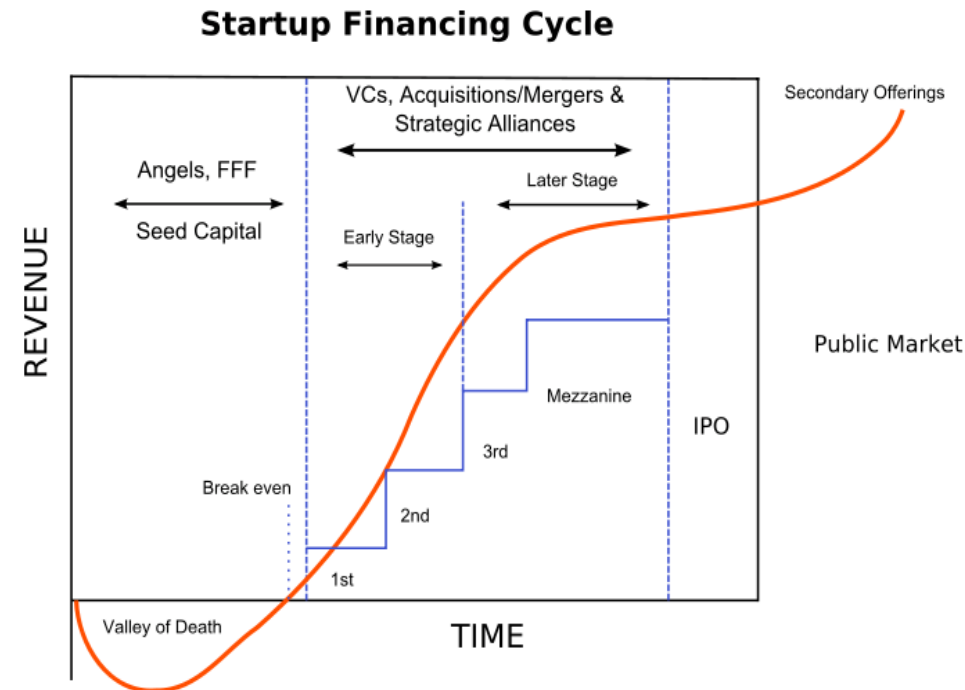 Startup Financing Cycle
VCs, Acquisitions/Mergers &
Strategic Alliances
Secondary Offerings
Angels, FFF
Later Stage
Seed Capital
Early Stage
REVENUE
Public Market
Mezzanine
IPO
3rd
Break even
2nd
1st
Valley of Death
TIME